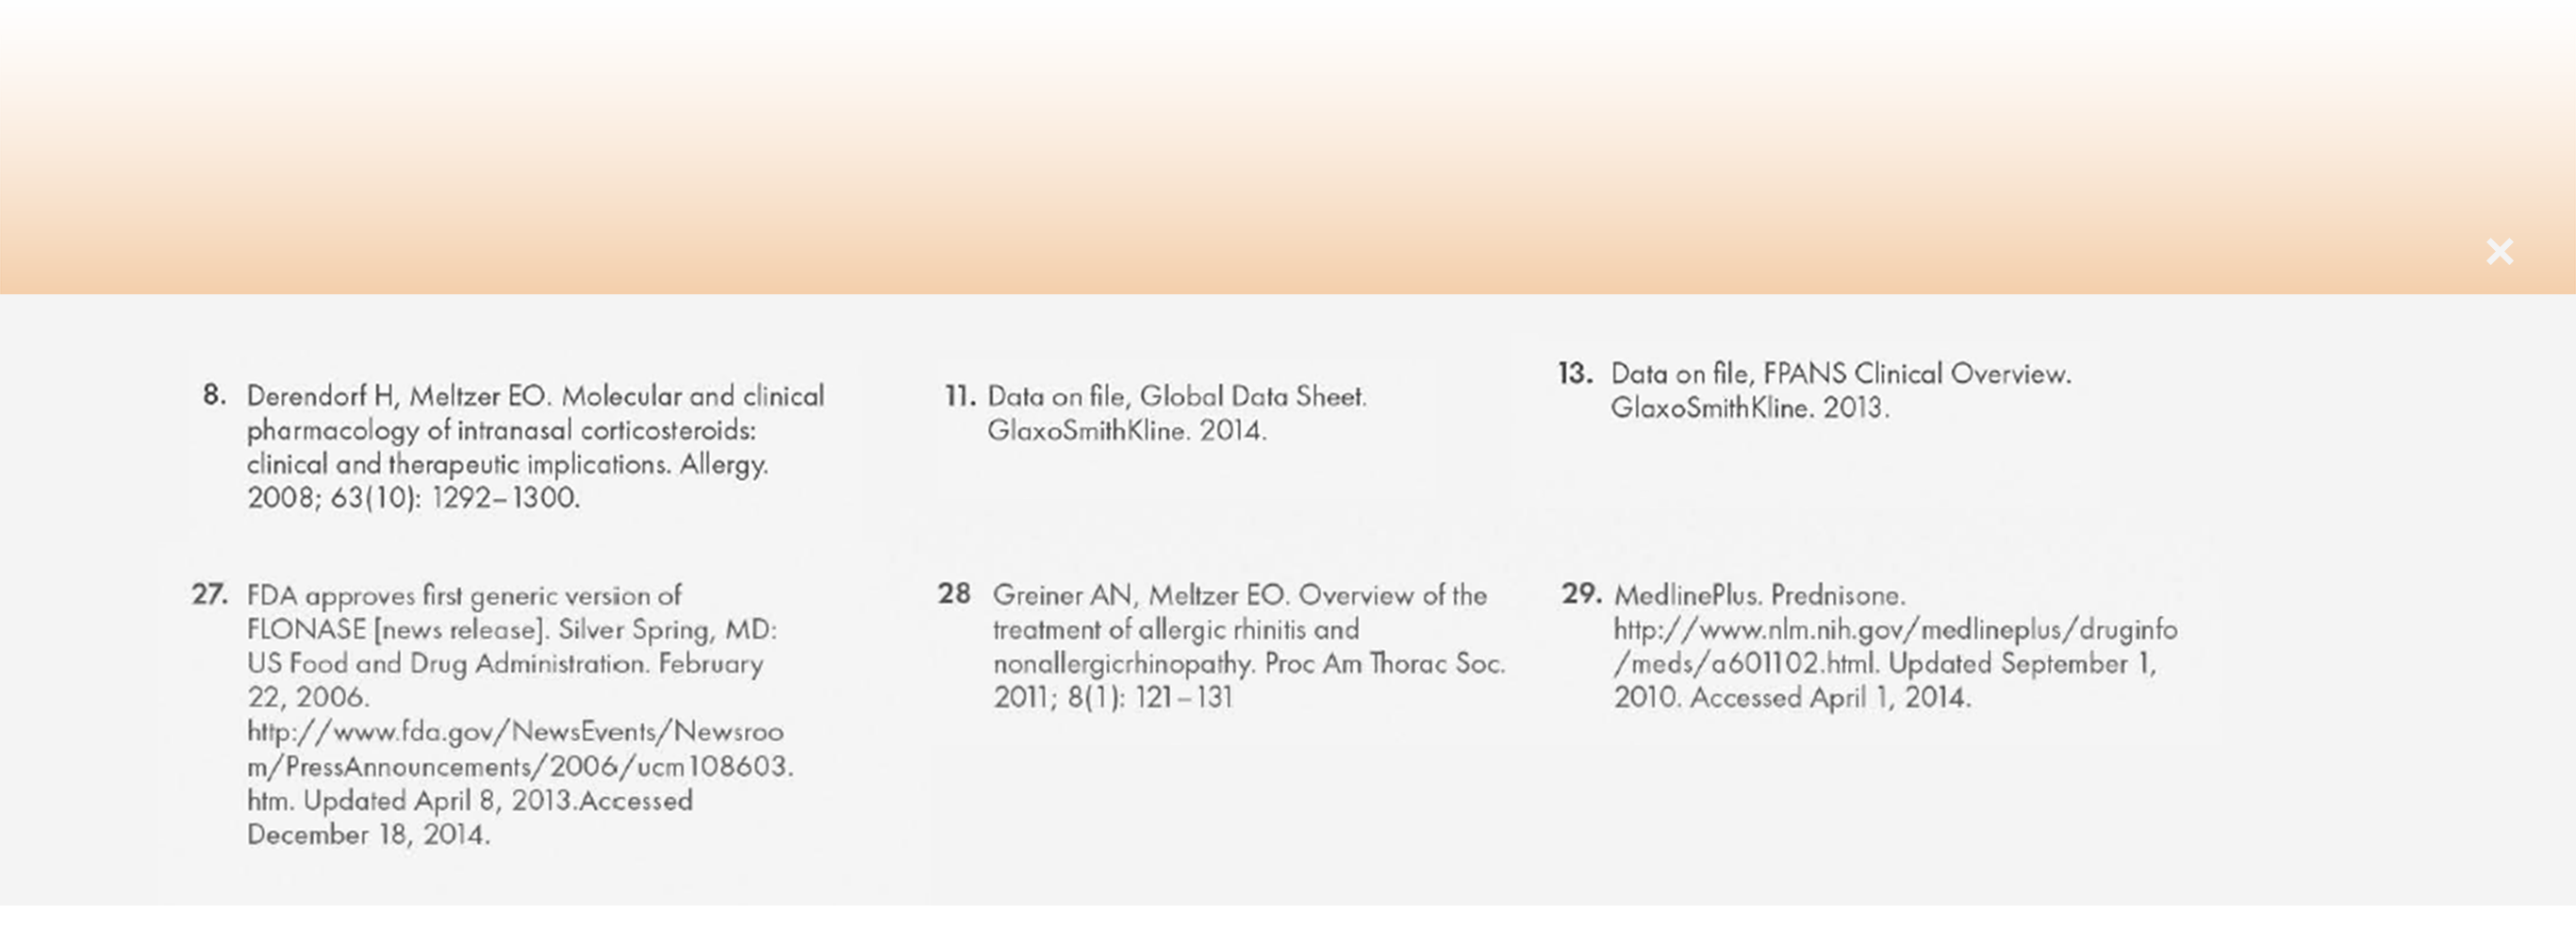 8. Derendorf H, Meltzer EO. Molecular and clinical
pharmacology of intranasal corticosteroids:
clinical and therapeutic implications. Allergy.
2008; 63(10): 1292–1300.
11. Data on file, Global Data Sheet.
GlaxoSmithKline. 2014.
13. Data on file, FPANS Clinical Overview.
GlaxoSmithKline. 2013.
27. FDA approves first generic version of
FLONASE [news release]. Silver Spring, MD:
US Food and Drug Administration. February
22, 2006.
http://www.fda.gov/NewsEvents/Newsroo
m/PressAnnouncements/2006/ucm108603.
htm. Updated April 8, 2013.Accessed
December 18, 2014.
28 Greiner AN, Meltzer EO. Overview of the
treatment of allergic rhinitis and
nonallergicrhinopathy. Proc Am Thorac Soc.
2011; 8(1): 121–131
29. MedlinePlus. Prednisone.
http://www.nlm.nih.gov/medlineplus/druginfo
/meds/a601102.html. Updated September 1,
2010. Accessed April 1, 2014.